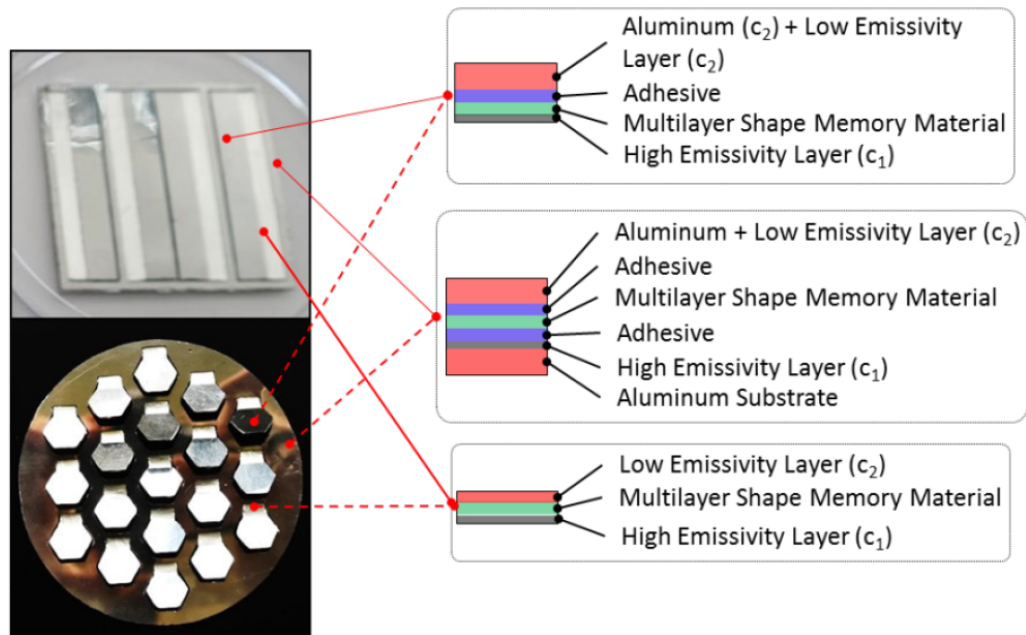 Aluminum (c₂) + Low Emissivity
Layer (c₂)
Adhesive
Multilayer Shape Memory Material
High Emissivity Layer (c₁)
Aluminum + Low Emissivity Layer (c₂)
Adhesive
Multilayer Shape Memory Material
Adhesive
High Emissivity Layer (c₁)
Aluminum Substrate
Low Emissivity Layer (c₂)
Multilayer Shape Memory Material
High Emissivity Layer (c₁)